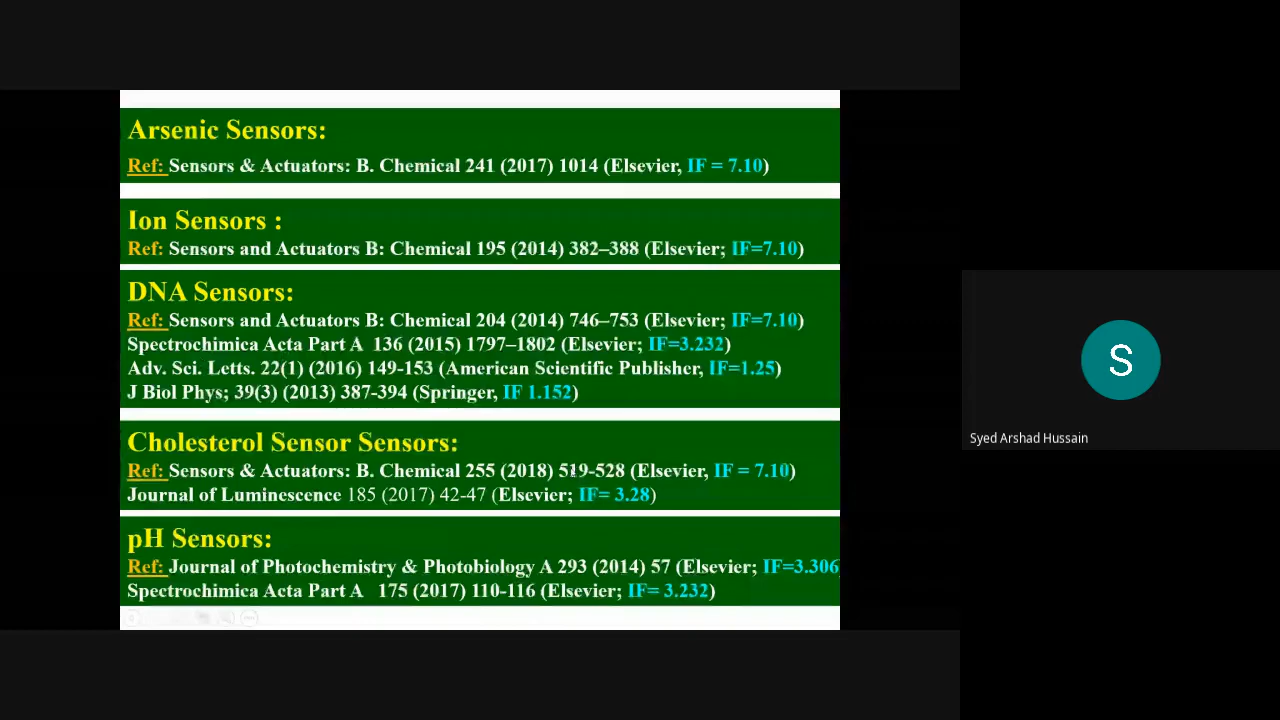 Arsenic Sensors:
Ref: Sensors & Actuators: B. Chemical 241 (2017) 1014 (Elsevier, IF = 7.10)
Ion Sensors :
Ref: Sensors and Actuators B: Chemical 195 (2014) 382–388 (Elsevier; IF=7.10)
DNA Sensors:
Ref: Sensors and Actuators B: Chemical 204 (2014) 746–753 (Elsevier; IF=7.10)
Spectrochimica Acta Part A 136 (2015) 1797–1802 (Elsevier; IF=3.232)
Adv. Sci. Letts. 22(1) (2016) 149-153 (American Scientific Publisher, IF=1.25)
J Biol Phys; 39(3) (2013) 387-394 (Springer, IF 1.152)
Cholesterol Sensor Sensors:
Ref: Sensors & Actuators: B. Chemical 255 (2018) 519-528 (Elsevier, IF = 7.10)
Journal of Luminescence 185 (2017) 42-47 (Elsevier; IF= 3.28)
pH Sensors:
Ref: Journal of Photochemistry & Photobiology A 293 (2014) 57 (Elsevier; IF=3.306
Spectrochimica Acta Part A 175 (2017) 110-116 (Elsevier; IF= 3.232)
S
Syed Arshad Hussain